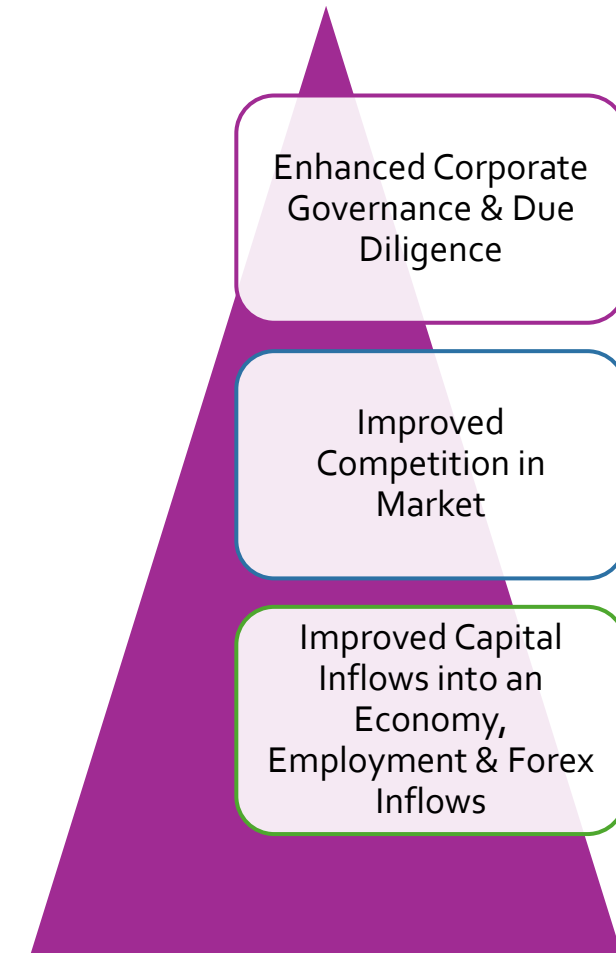 Enhanced Corporate
Governance & Due
Diligence
Improved
Competition in
Market
Improved Capital
Inflows into an
Economy,
Employment & Forex
Inflows